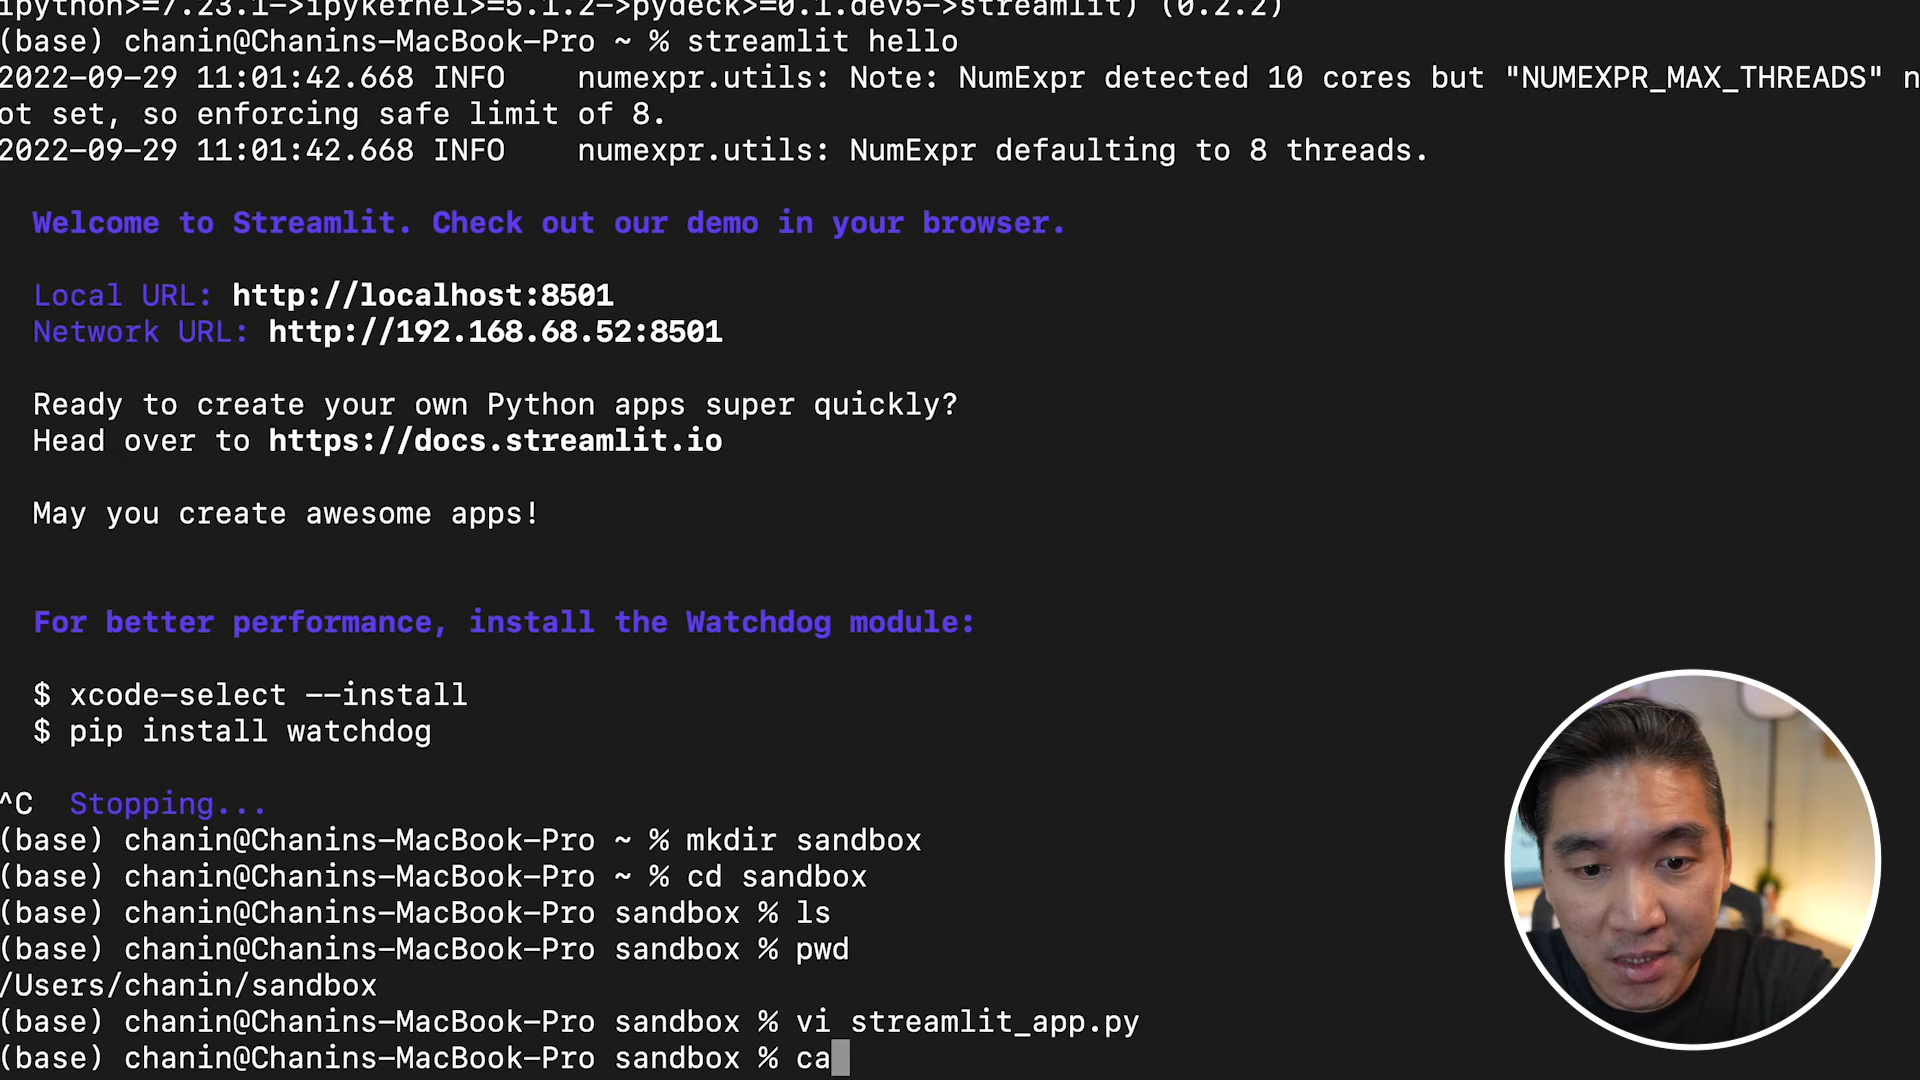 ipython>=7.23.1->ipykernel>=5.1.2->pydeck>=0.1.dev5->streamlit) (0.2.2)
(base) chanin@Chanins-MacBook-Pro ~ % streamlit hello
2022-09-29 11:01:42.668 INFO    numexpr.utils: Note: NumExpr detected 10 cores but "NUMEXPR_MAX_THREADS" n
ot set, so enforcing safe limit of 8.
2022-09-29 11:01:42.668 INFO    numexpr.utils: NumExpr defaulting to 8 threads.
Welcome to Streamlit. Check out our demo in your browser.
Local URL: http://localhost:8501
Network URL: http://192.168.68.52:8501
Ready to create your own Python apps super quickly?
Head over to https://docs.streamlit.io
May you create awesome apps!
For better performance, install the Watchdog module:
$ xcode-select --install
$ pip install watchdog
^C  Stopping...
(base) chanin@Chanins-MacBook-Pro ~ % mkdir sandbox
(base) chanin@Chanins-MacBook-Pro ~ % cd sandbox
(base) chanin@Chanins-MacBook-Pro sandbox % ls
(base) chanin@Chanins-MacBook-Pro sandbox % pwd
/Users/chanin/sandbox
(base) chanin@Chanins-MacBook-Pro sandbox % vi streamlit_app.py
(base) chanin@Chanins-MacBook-Pro sandbox % ca